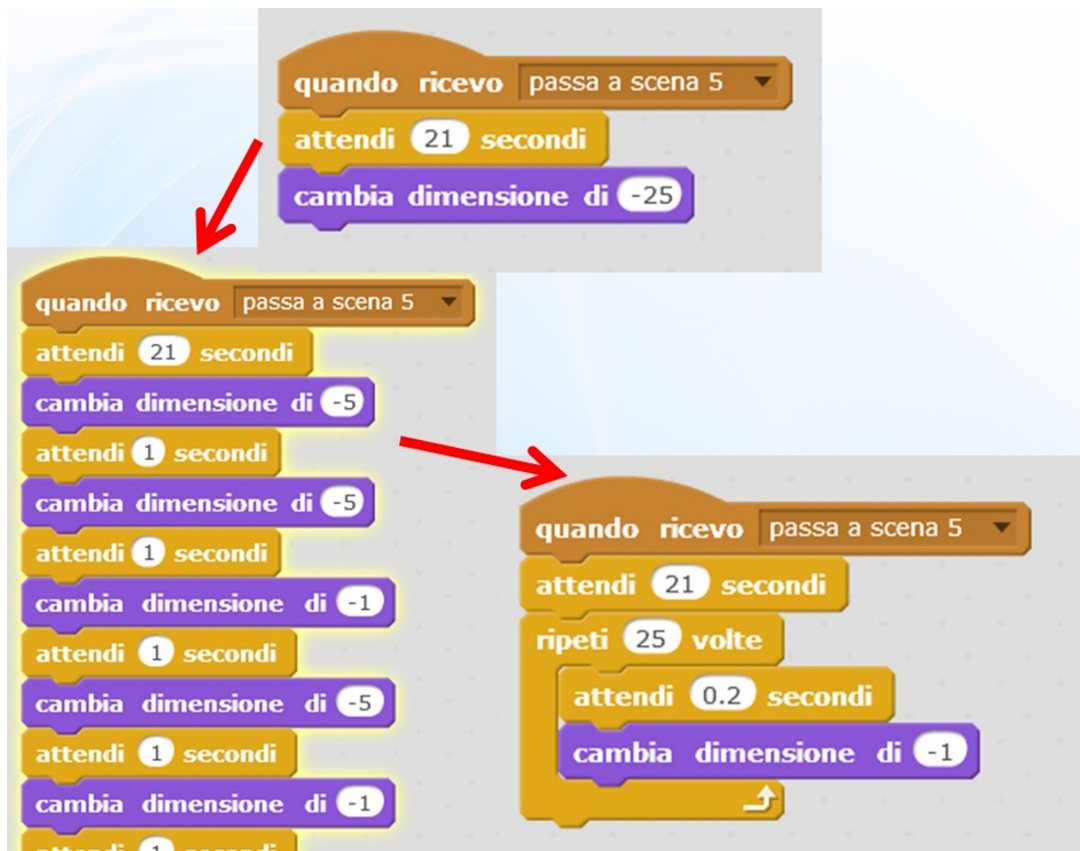 quando ricevo passa a scena 5
attendi 21 secondi
cambia dimensione di -25
quando ricevo passa a scena 5
attendi 21 secondi
cambia dimensione di -5
attendi 1 secondi
cambia dimensione di -5
attendi 1 secondi
cambia dimensione di -1
attendi 1 secondi
cambia dimensione di -5
attendi 1 secondi
cambia dimensione di -1
attendi 1 secondi
quando ricevo passa a scena 5
attendi 21 secondi
ripeti 25 volte
attendi 0.2 secondi
cambia dimensione di -1